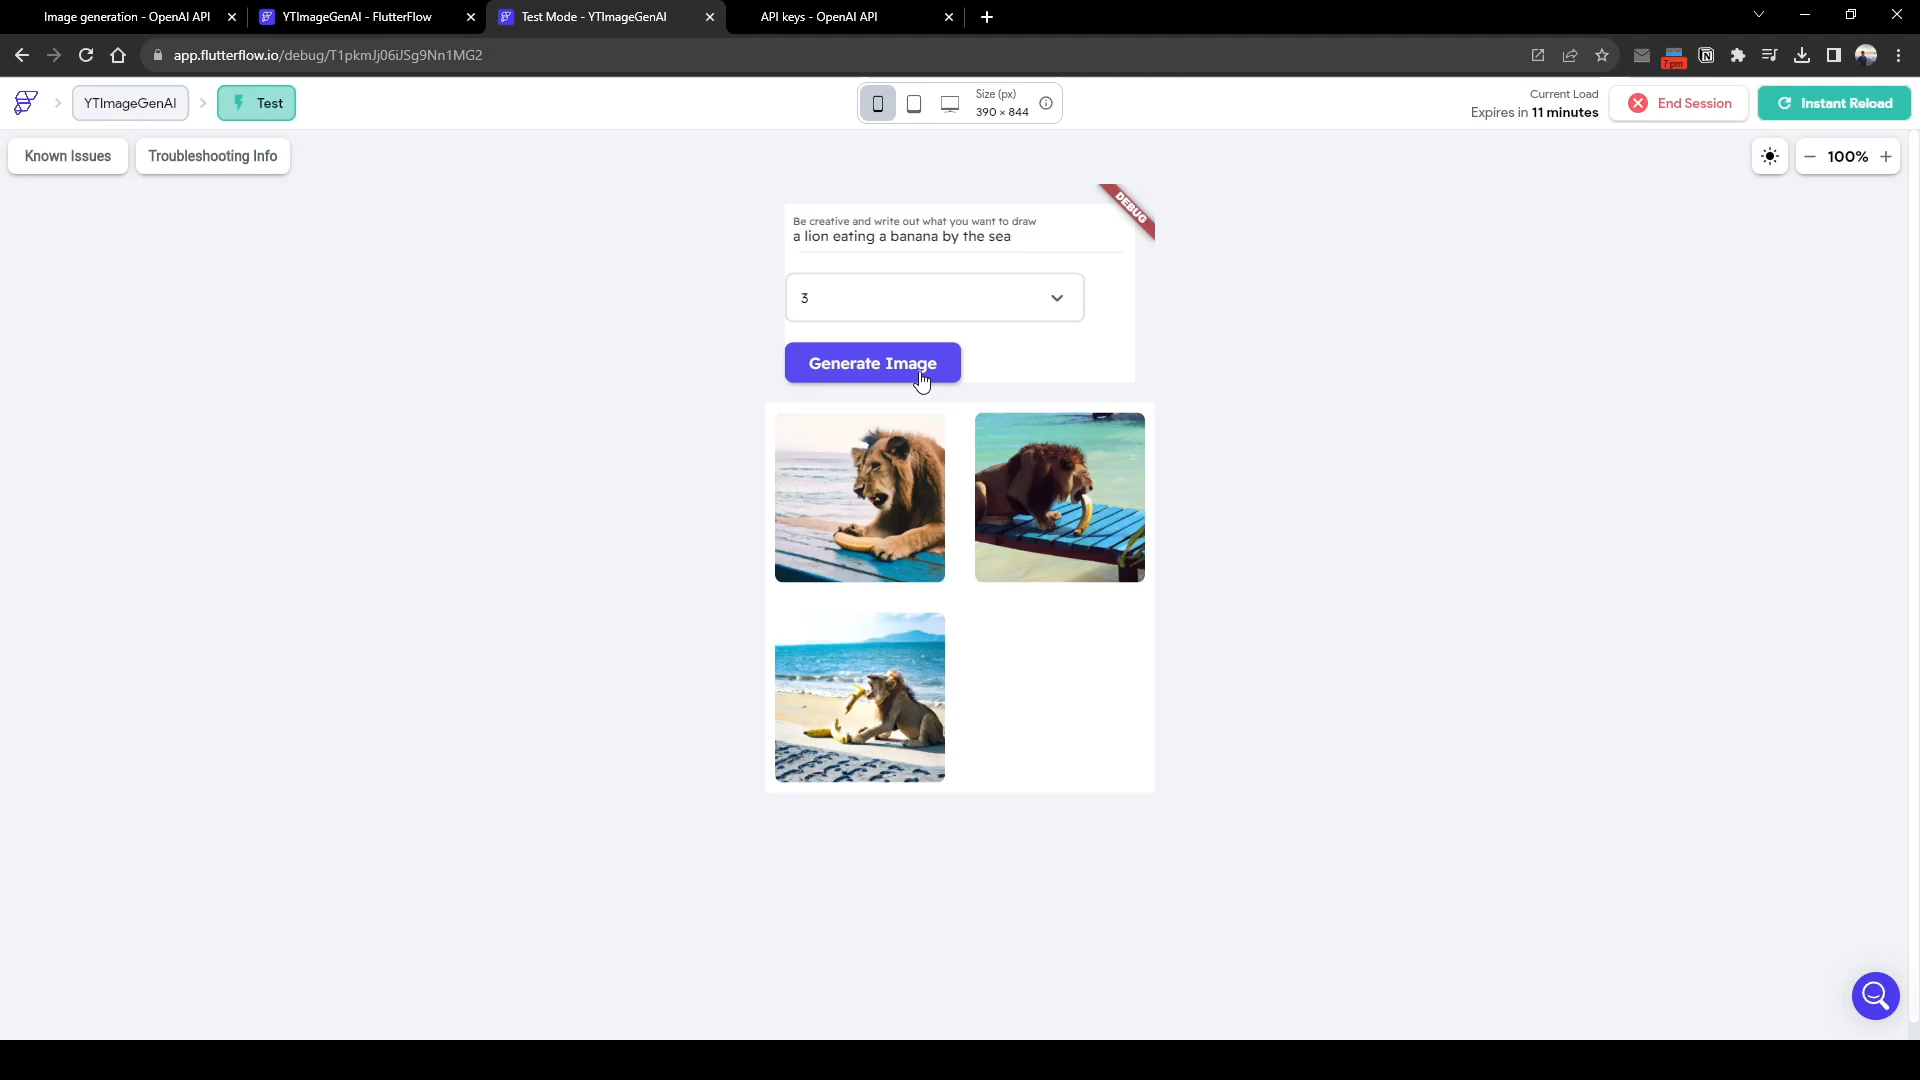 Image generation - OpenAI API
YTImageGenAI - FlutterFlow
Test Mode - YTImageGenAI
API keys - OpenAI API
app.flutterflow.io/debug/T1pkmJj06iJSg9Nn1MG2
7pm
YTImageGenAI
Test
Size (px)
390 × 844
Current Load
Expires in 11 minutes
End Session
Instant Reload
Known Issues
Troubleshooting Info
100%
DEBUG
Be creative and write out what you want to draw
a lion eating a banana by the sea
3
Generate Image